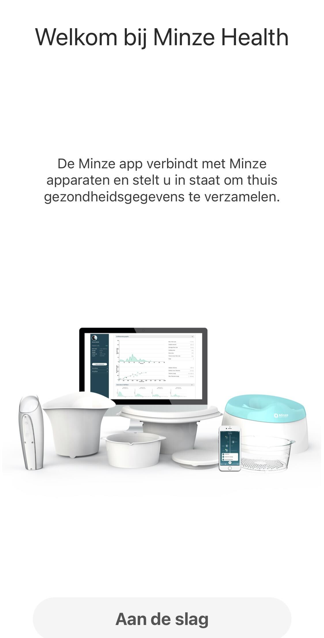 Welkom bij Minze Health
De Minze app verbindt met Minze
apparaten en stelt u in staat om thuis
gezondheidsgegevens te verzamelen.
Aan de slag